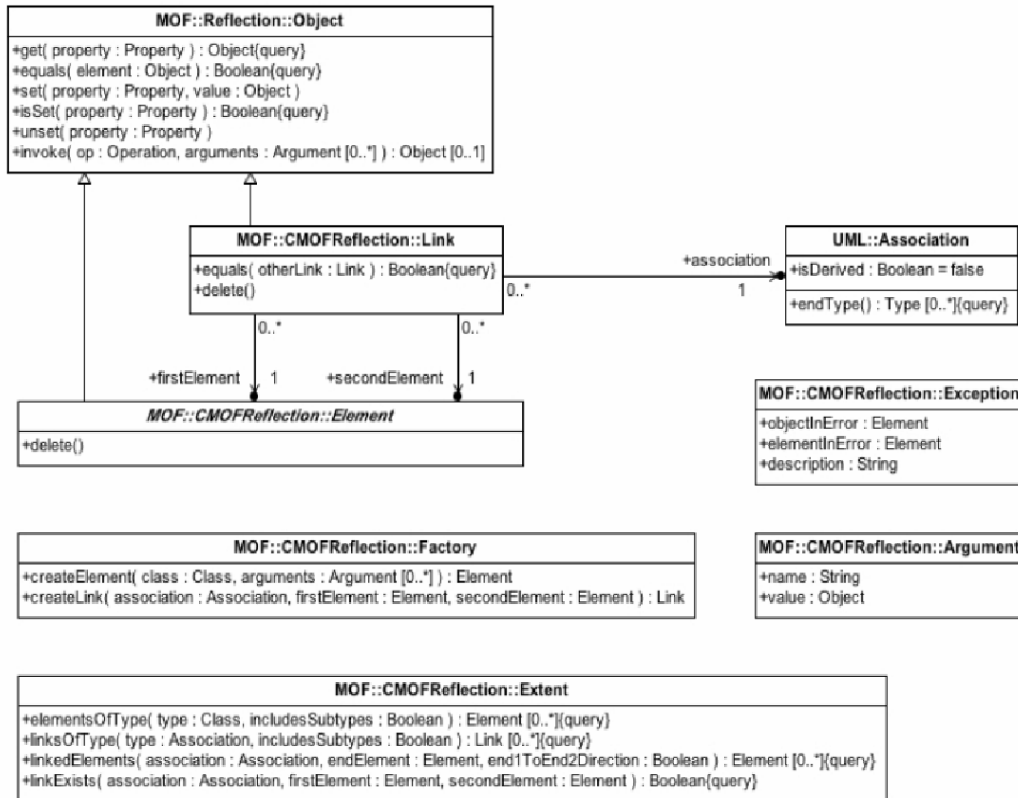 MOF::Reflection::Object
+get( property : Property ) : Object{query}
+equals( element : Object ) : Boolean{query}
+set( property : Property, value : Object )
+isSet( property : Property ) : Boolean{query}
+unset( property : Property )
+invoke( op : Operation, arguments : Argument [0..*] ) : Object [0..1]
MOF::CMOFReflection::Link
+equals( otherLink : Link ) : Boolean{query}
+delete()
UML::Association
+isDerived : Boolean = false
+endType() : Type [0..*]{query}
+association
0..*
1
0..*
0..*
+firstElement
1
+secondElement
1
MOF::CMOFReflection::Element
+delete()
MOF::CMOFReflection::Exception
+objectInError : Element
+elementInError : Element
+description : String
MOF::CMOFReflection::Factory
+createElement( class : Class, arguments : Argument [0..*] ) : Element
+createLink( association : Association, firstElement : Element, secondElement : Element ) : Link
MOF::CMOFReflection::Argument
+name : String
+value : Object
MOF::CMOFReflection::Extent
+elementsOfType( type : Class, includesSubtypes : Boolean ) : Element [0..*]{query}
+linksOfType( type : Association, includesSubtypes : Boolean ) : Link [0..*]{query}
+linkedElements( association : Association, endElement : Element, end1ToEnd2Direction : Boolean ) : Element [0..*]{query}
+linkExists( association : Association, firstElement : Element, secondElement : Element ) : Boolean{query}